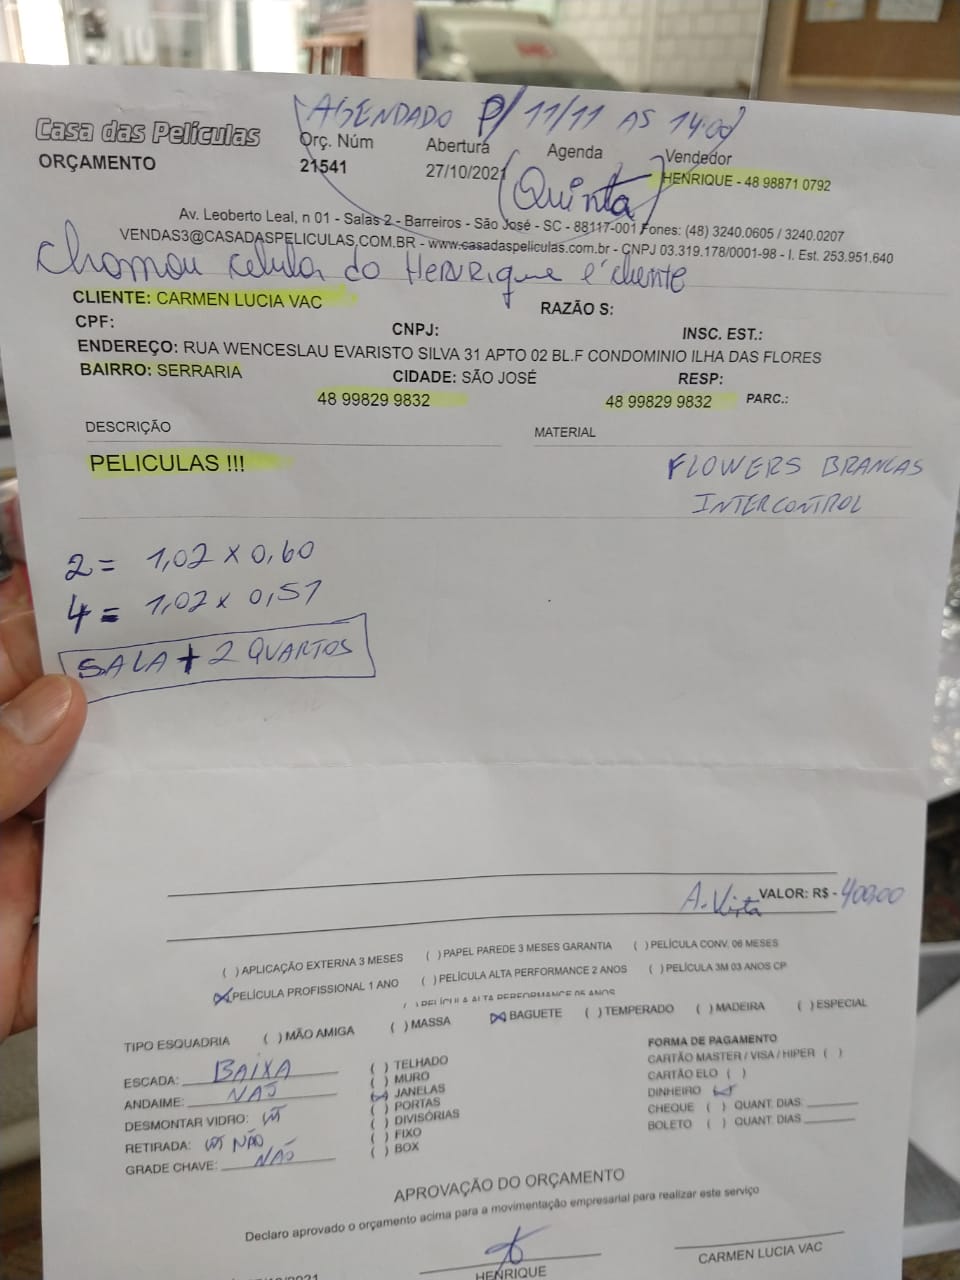 AGENDADO P/ 11/11 AS 14:00
Casa das Películas
ORÇAMENTO
Orç. Núm Abertura Agenda Vendedor
21541 27/10/2021 (Quinta) HENRIQUE - 48 98871 0792
Av. Leoberto Leal, n 01 - Salas 2 - Barreiros - São José - SC - 88117-001 Fones: (48) 3240.0605 / 3240.0207
VENDAS3@CASADASPELICULAS.COM.BR - www.casadaspeliculas.com.br - CNPJ 03.319.178/0001-98 - I. Est. 253.951.640
chamou celular do HENRIQUE é cliente
CLIENTE: CARMEN LUCIA VAC RAZÃO S:
CPF: CNPJ: INSC. EST.:
ENDEREÇO: RUA WENCESLAU EVARISTO SILVA 31 APTO 02 BL.F CONDOMINIO ILHA DAS FLORES
BAIRRO: SERRARIA CIDADE: SÃO JOSÉ RESP:
48 99829 9832 48 99829 9832 PARC.:
DESCRIÇÃO MATERIAL
PELICULAS !!! FLOWERS BRANCAS
INTERCONTROL
2 = 1,02 x 0,60
4 = 1,02 x 0,51
SALA + 2 QUARTOS
A. Vista VALOR: R$ - 400,00
( ) APLICAÇÃO EXTERNA 3 MESES ( ) PAPEL PAREDE 3 MESES GARANTIA ( ) PELÍCULA CONV. 06 MESES
(X) PELÍCULA PROFISSIONAL 1 ANO ( ) PELÍCULA ALTA PERFORMANCE 2 ANOS ( ) PELÍCULA 3M 03 ANOS CP
( ) PELÍCULA ALTA PERFORMANCE 05 ANOS
TIPO ESQUADRIA ( ) MÃO AMIGA ( ) MASSA (X) BAGUETE ( ) TEMPERADO ( ) MADEIRA ( ) ESPECIAL
ESCADA: BAIXA
ANDAIME: NAO
DESMONTAR VIDRO:
RETIRADA: NÃO
GRADE CHAVE: NÃO
( ) TELHADO
( ) MURO
(X) JANELAS
( ) PORTAS
( ) DIVISÓRIAS
( ) FIXO
( ) BOX
FORMA DE PAGAMENTO
CARTÃO MASTER / VISA / HIPER ( )
CARTÃO ELO ( )
DINHEIRO (X)
CHEQUE ( ) QUANT. DIAS:
BOLETO ( ) QUANT. DIAS
APROVAÇÃO DO ORÇAMENTO
Declaro aprovado o orçamento acima para a movimentação empresarial para realizar este serviço
HENRIQUE CARMEN LUCIA VAC